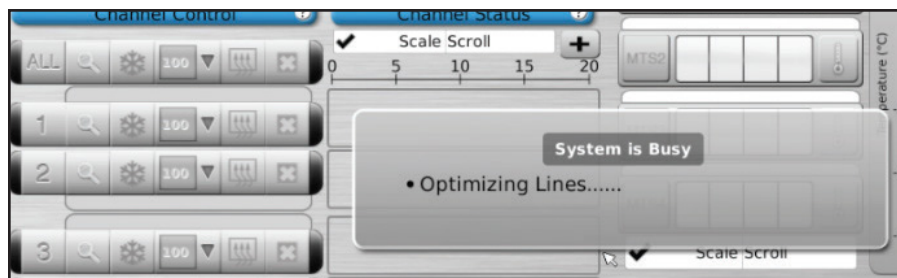 Channel Control ?
Channel Status ?
Scale Scroll
0 5 10 15 20
ALL 100
MTS2
1 100
2 100
3 100
System is Busy
• Optimizing Lines......
Scale Scroll
perature (°C)